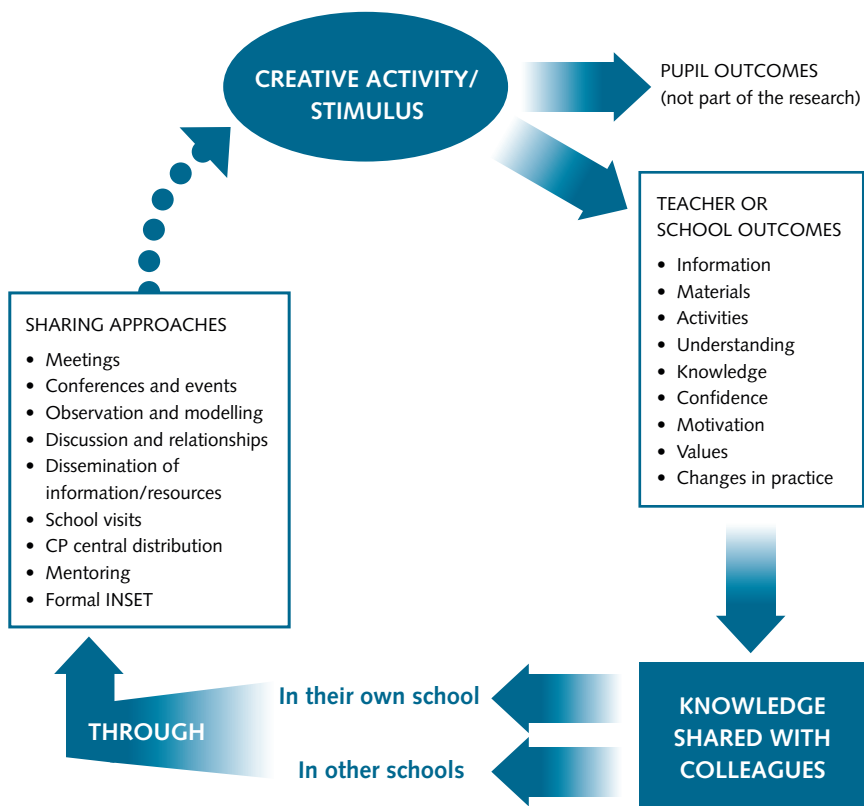 CREATIVE ACTIVITY/
STIMULUS
PUPIL OUTCOMES
(not part of the research)
TEACHER OR
SCHOOL OUTCOMES
• Information
• Materials
• Activities
• Understanding
• Knowledge
• Confidence
• Motivation
• Values
• Changes in practice
KNOWLEDGE
SHARED WITH
COLLEAGUES
In their own school
In other schools
THROUGH
SHARING APPROACHES
• Meetings
• Conferences and events
• Observation and modelling
• Discussion and relationships
• Dissemination of
information/resources
• School visits
• CP central distribution
• Mentoring
• Formal INSET